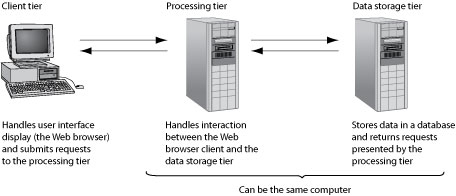 Client tier
Processing tier
Data storage tier
Handles user interface
display (the Web browser)
and submits requests
to the processing tier
Handles interaction
between the Web
browser client and the
data storage tier
Stores data in a database
and returns requests
presented by the
processing tier
Can be the same computer